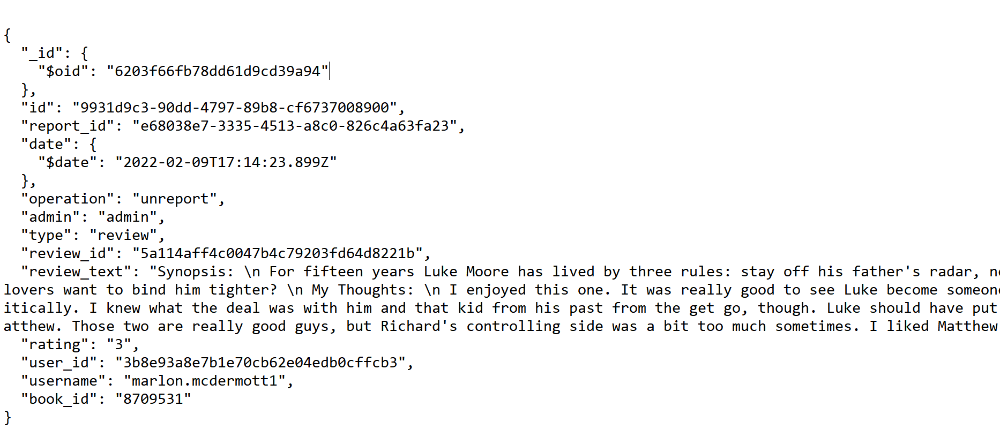 {
  "_id": {
    "$oid": "6203f66fb78dd61d9cd39a94"
  },
  "id": "9931d9c3-90dd-4797-89b8-cf6737008900",
  "report_id": "e68038e7-3335-4513-a8c0-826c4a63fa23",
  "date": {
    "$date": "2022-02-09T17:14:23.899Z"
  },
  "operation": "unreport",
  "admin": "admin",
  "type": "review",
  "review_id": "5a114aff4c0047b4c79203fd64d8221b",
  "review_text": "Synopsis: \n For fifteen years Luke Moore has lived by three rules: stay off his father's radar,
lovers want to bind him tighter? \n My Thoughts: \n I enjoyed this one. It was really good to see Luke become
itically. I knew what the deal was with him and that kid from his past from the get go, though. Luke should have put
atthew. Those two are really good guys, but Richard's controlling side was a bit too much sometimes. I liked Matthew
  "rating": "3",
  "user_id": "3b8e93a8e7b1e70cb62e04edb0cffcb3",
  "username": "marlon.mcdermott1",
  "book_id": "8709531"
}